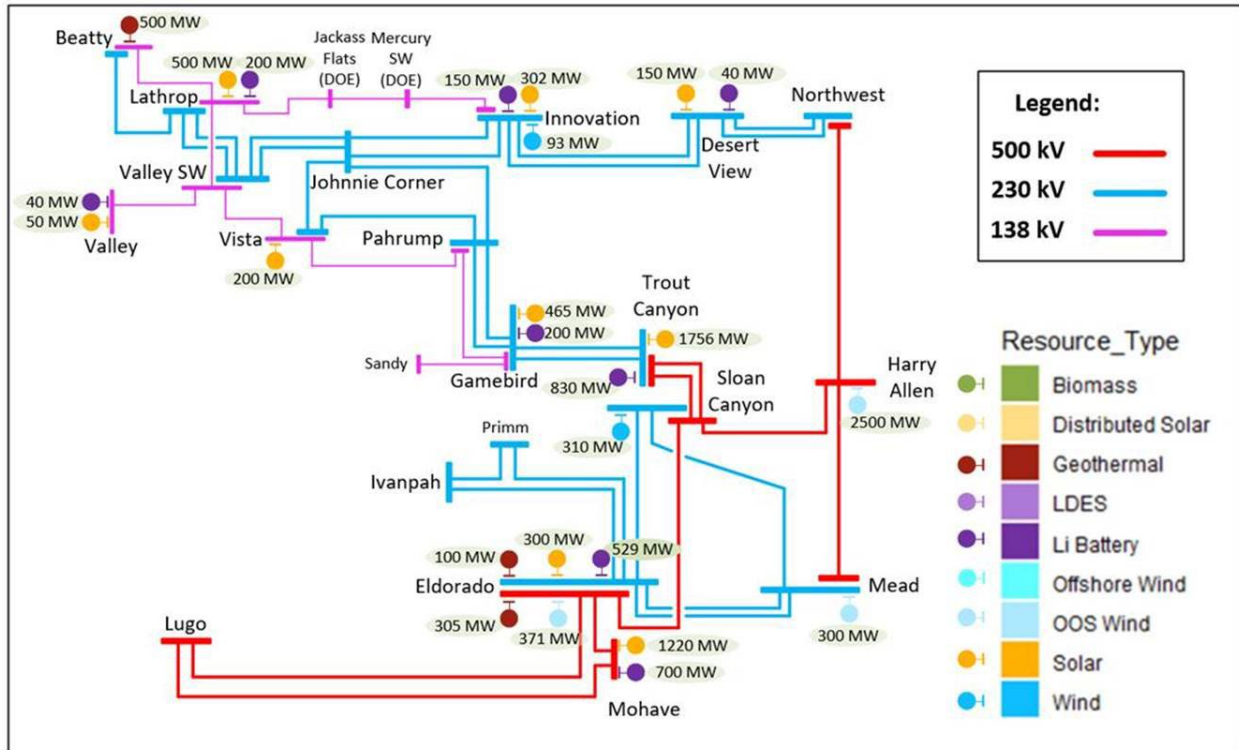 500 MW
Beatty
500 MW
200 MW
Jackass
Flats
(DOE)
Mercury
SW
(DOE)
150 MW
302 MW
150 MW
40 MW
Northwest
Lathrop
Innovation
93 MW
Desert
View
Valley SW
Johnnie Corner
40 MW
50 MW
Valley
Vista
200 MW
Pahrump
Trout
Canyon
465 MW
200 MW
1756 MW
Sandy
Gamebird
830 MW
Sloan
Canyon
Harry
Allen
2500 MW
310 MW
Primm
Ivanpah
100 MW
300 MW
529 MW
Eldorado
305 MW
371 MW
Mead
300 MW
Lugo
1220 MW
700 MW
Mohave
Legend:
500 kV
230 kV
138 kV
Resource_Type
Biomass
Distributed Solar
Geothermal
LDES
Li Battery
Offshore Wind
OOS Wind
Solar
Wind